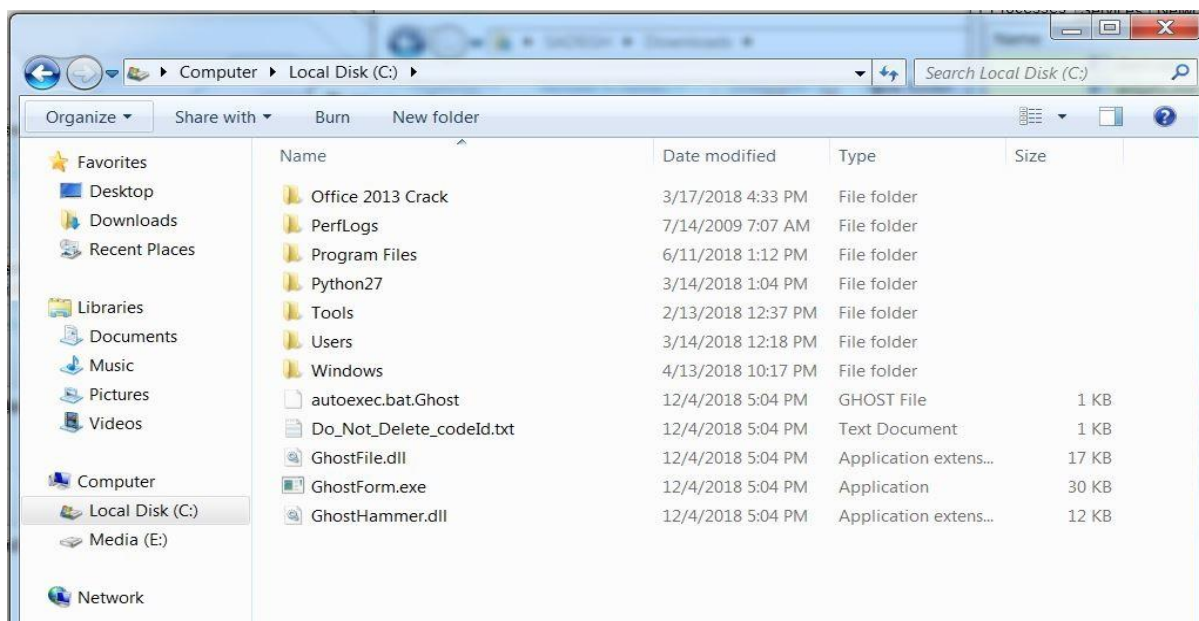 Processes Services Netwo
Name
Downloads
Computer Local Disk (C:)
Search Local Disk (C:)
Organize Share with Burn New folder
Favorites
Desktop
Downloads
Recent Places
Libraries
Documents
Music
Pictures
Videos
Computer
Local Disk (C:)
Media (E:)
Network
Name Date modified Type Size
Office 2013 Crack 3/17/2018 4:33 PM File folder
PerfLogs 7/14/2009 7:07 AM File folder
Program Files 6/11/2018 1:12 PM File folder
Python27 3/14/2018 1:04 PM File folder
Tools 2/13/2018 12:37 PM File folder
Users 3/14/2018 12:18 PM File folder
Windows 4/13/2018 10:17 PM File folder
autoexec.bat.Ghost 12/4/2018 5:04 PM GHOST File 1 KB
Do_Not_Delete_codeId.txt 12/4/2018 5:04 PM Text Document 1 KB
GhostFile.dll 12/4/2018 5:04 PM Application extens... 17 KB
GhostForm.exe 12/4/2018 5:04 PM Application 30 KB
GhostHammer.dll 12/4/2018 5:04 PM Application extens... 12 KB